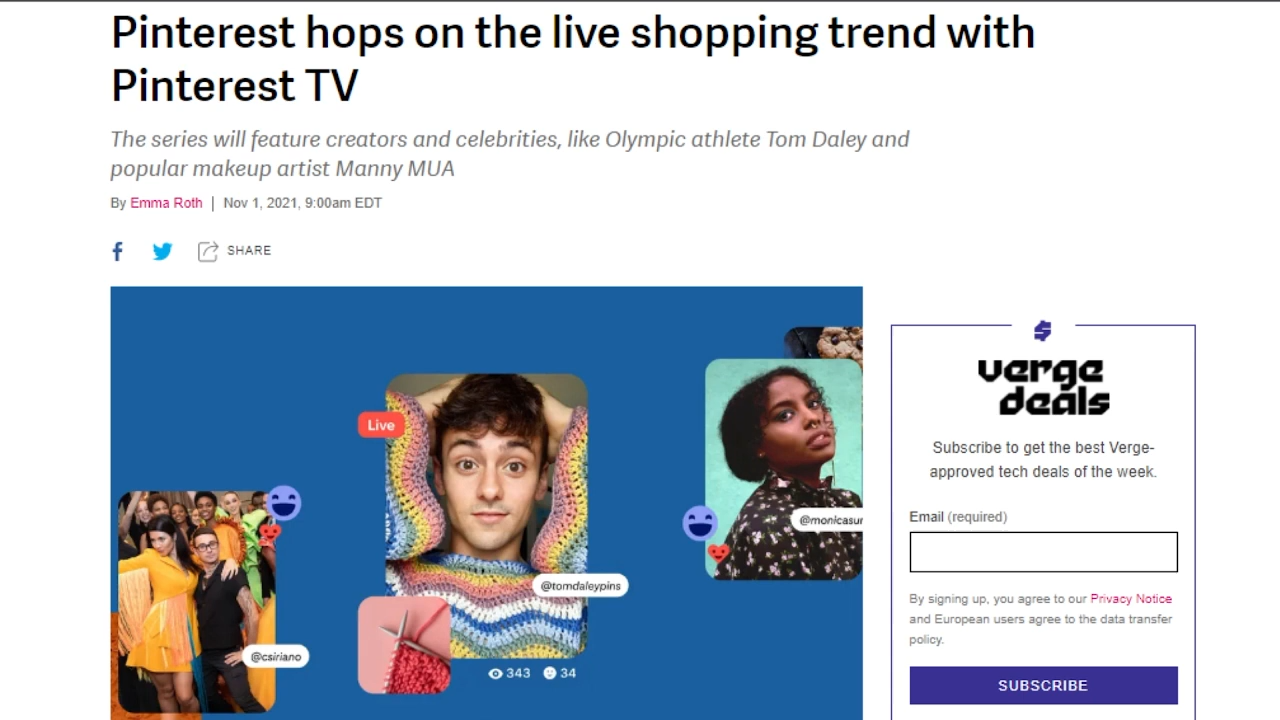 Pinterest hops on the live shopping trend with
Pinterest TV
The series will feature creators and celebrities, like Olympic athlete Tom Daley and
popular makeup artist Manny MUA
By Emma Roth | Nov 1, 2021, 9:00am EDT
SHARE
Live
@tomdaleypins
343 34
@csiriano
@monicasur
verge
deals
Subscribe to get the best Verge-
approved tech deals of the week.
Email (required)
By signing up, you agree to our Privacy Notice
and European users agree to the data transfer
policy.
SUBSCRIBE